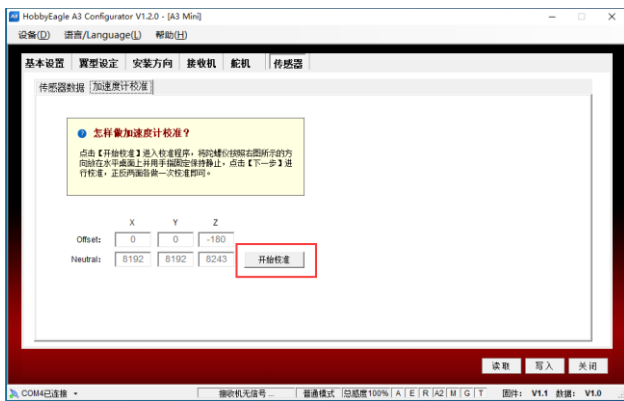 HobbyEagle A3 Configurator V1.2.0 - [A3 Mini]
设备(D) 语言/Language(L) 帮助(H)
基本设置 翼型设定 安装方向 接收机 舵机 传感器
传感器数据 加速度计校准
怎样做加速度计校准？
点击【开始校准】进入校准程序，将陀螺仪按照右图所示的方
向放在水平桌面上并用手指固定保持静止，点击【下一步】进
行校准，正反两面各做一次校准即可。
X Y Z
Offset: 0 0 -180
Neutral: 8192 8192 8243 开始校准
读取 写入 关闭
COM4已连接 接收机无信号... 普通模式 总感度100% A E R A2 M G T 固件: V1.1 数据: V1.0